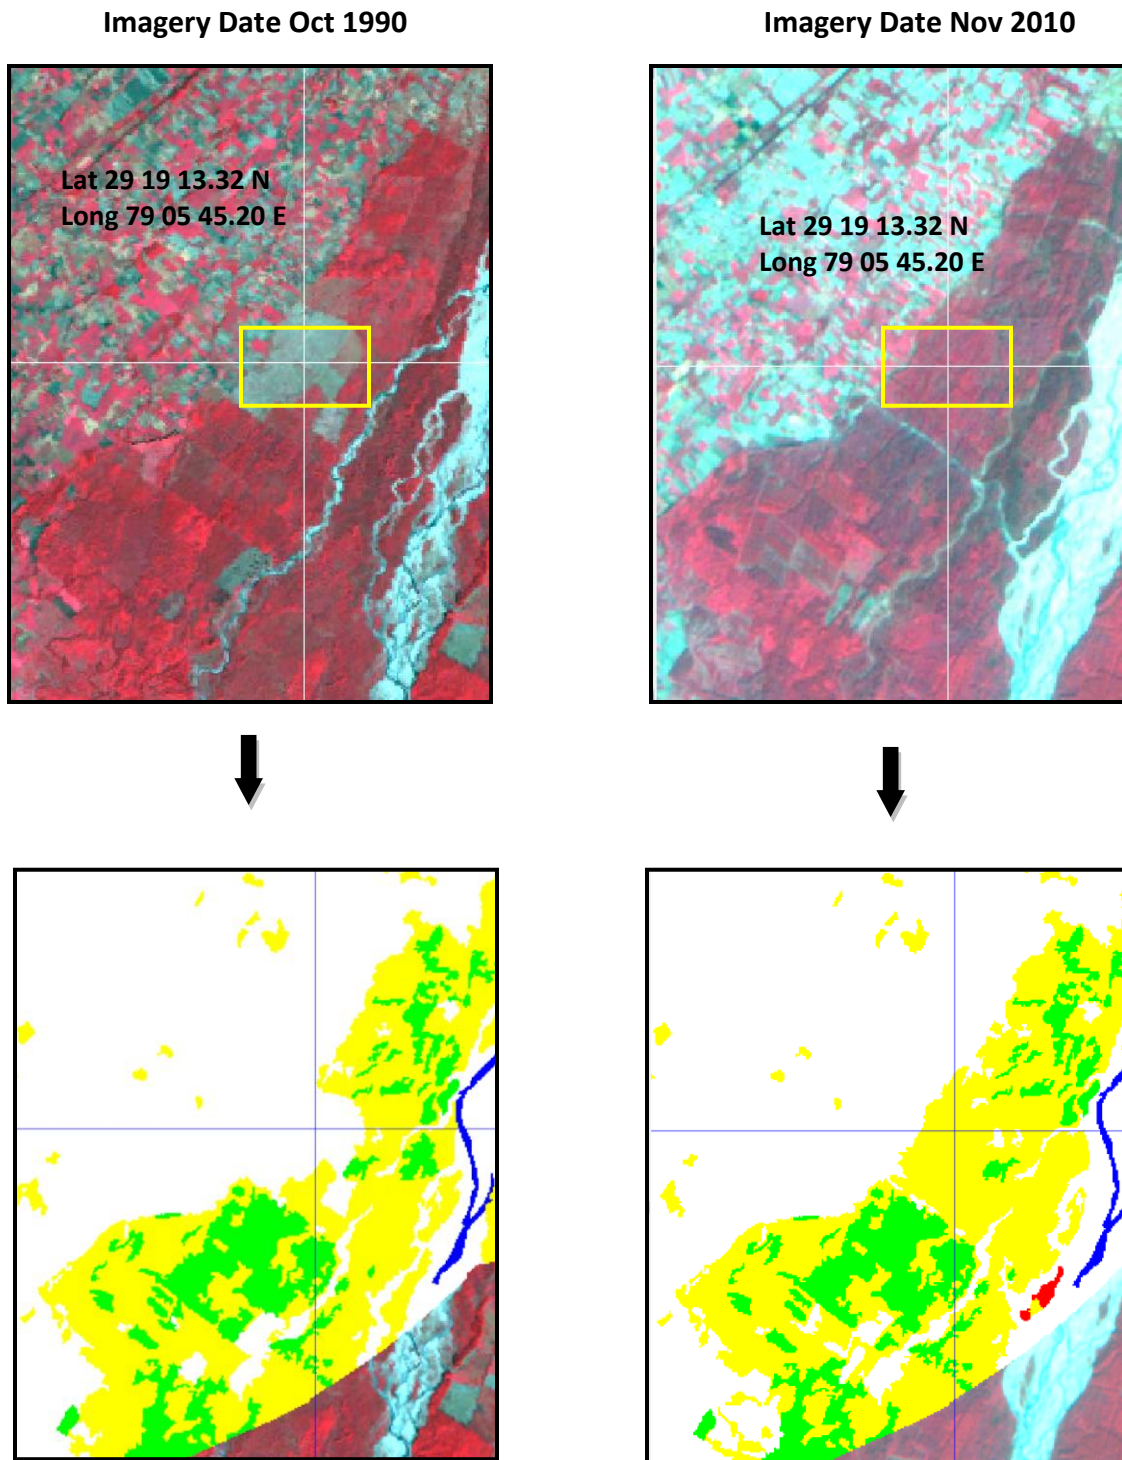 Imagery Date Oct 1990
Imagery Date Nov 2010
Lat 29 19 13.32 N
Long 79 05 45.20 E
Lat 29 19 13.32 N
Long 79 05 45.20 E